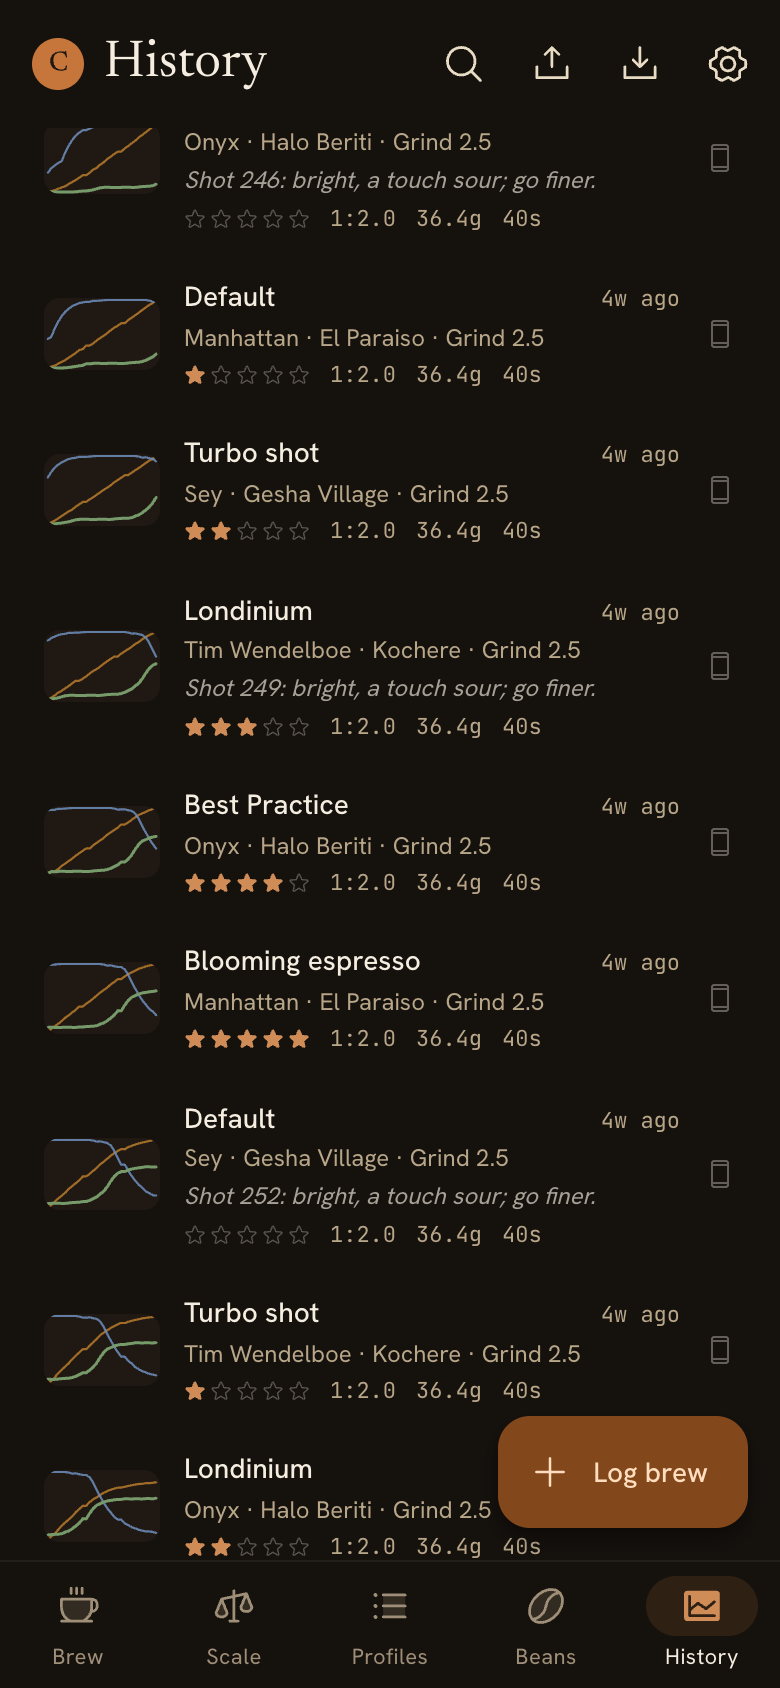 C History
Onyx · Halo Beriti · Grind 2.5
Shot 246: bright, a touch sour; go finer.
1:2.0 36.4g 40s
Default 4w ago
Manhattan · El Paraiso · Grind 2.5
1:2.0 36.4g 40s
Turbo shot 4w ago
Sey · Gesha Village · Grind 2.5
1:2.0 36.4g 40s
Londinium 4w ago
Tim Wendelboe · Kochere · Grind 2.5
Shot 249: bright, a touch sour; go finer.
1:2.0 36.4g 40s
Best Practice 4w ago
Onyx · Halo Beriti · Grind 2.5
1:2.0 36.4g 40s
Blooming espresso 4w ago
Manhattan · El Paraiso · Grind 2.5
1:2.0 36.4g 40s
Default 4w ago
Sey · Gesha Village · Grind 2.5
Shot 252: bright, a touch sour; go finer.
1:2.0 36.4g 40s
Turbo shot 4w ago
Tim Wendelboe · Kochere · Grind 2.5
1:2.0 36.4g 40s
Londinium
Onyx · Halo Beriti · Grind 2.5
1:2.0 36.4g 40s
Log brew
Brew Scale Profiles Beans History